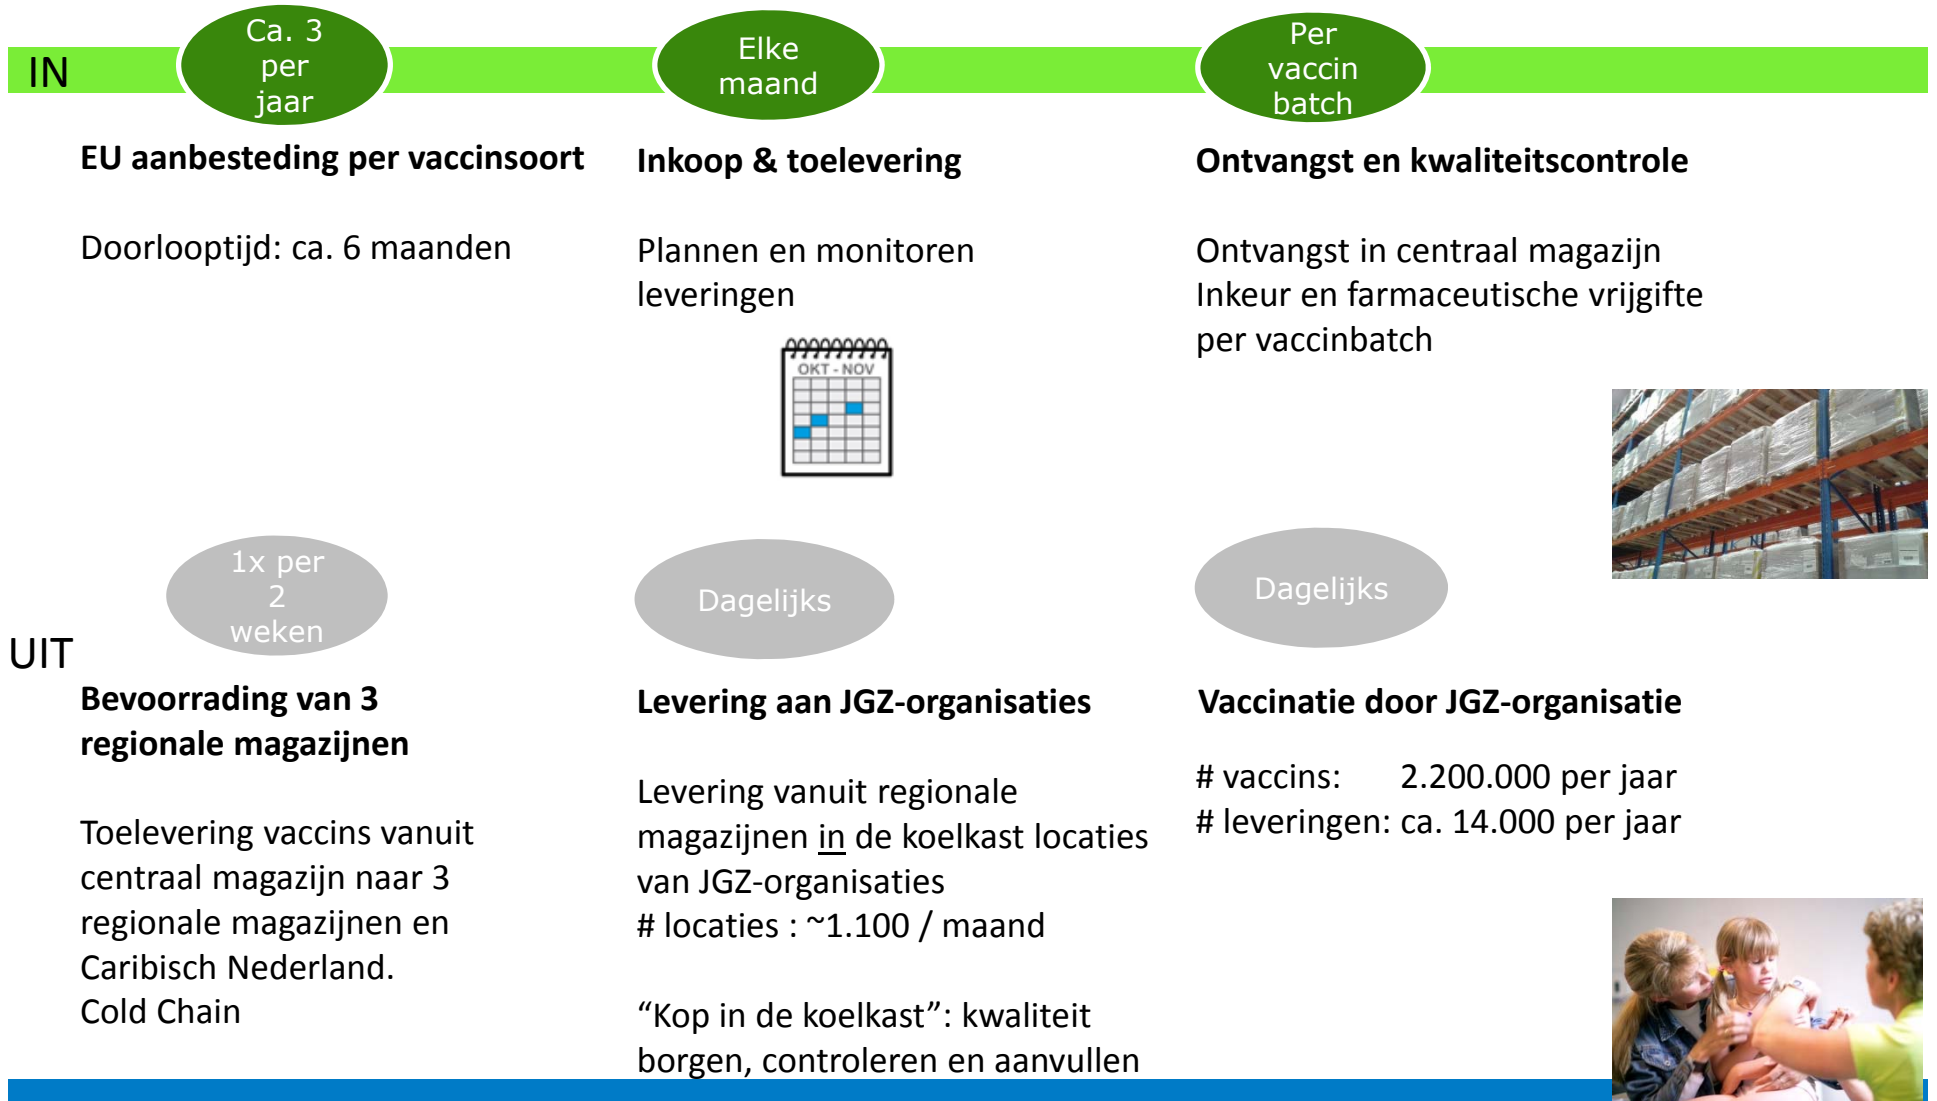 IN
Ca. 3
per
jaar
Elke
maand
Per
vaccin
batch
EU aanbesteding per vaccinsoort
Doorlooptijd: ca. 6 maanden
Inkoop & toelevering
Plannen en monitoren
leveringen
OKT - NOV
Ontvangst en kwaliteitscontrole
Ontvangst in centraal magazijn
Inkeur en farmaceutische vrijgifte
per vaccinbatch
UIT
1x per
2
weken
Bevoorrading van 3
regionale magazijnen
Toelevering vaccins vanuit
centraal magazijn naar 3
regionale magazijnen en
Caribisch Nederland.
Cold Chain
Dagelijks
Levering aan JGZ-organisaties
Levering vanuit regionale
magazijnen in de koelkast locaties
van JGZ-organisaties
# locaties : ~1.100 / maand
“Kop in de koelkast”: kwaliteit
borgen, controleren en aanvullen
Dagelijks
Vaccinatie door JGZ-organisatie
# vaccins: 2.200.000 per jaar
# leveringen: ca. 14.000 per jaar